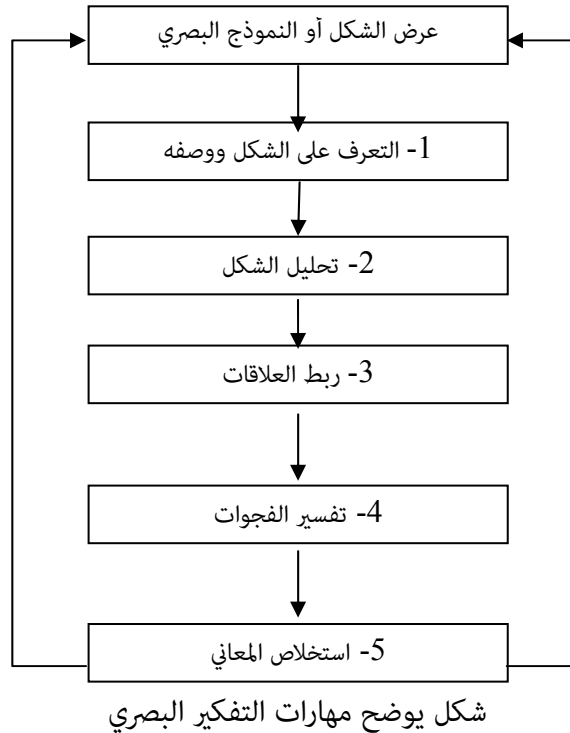 عرض الشكل أو النموذج البصري
1- التعرف على الشكل ووصفه
2- تحليل الشكل
3- ربط العلاقات
4- تفسير الفجوات
5- استخلاص المعاني
شكل يوضح مهارات التفكير البصري